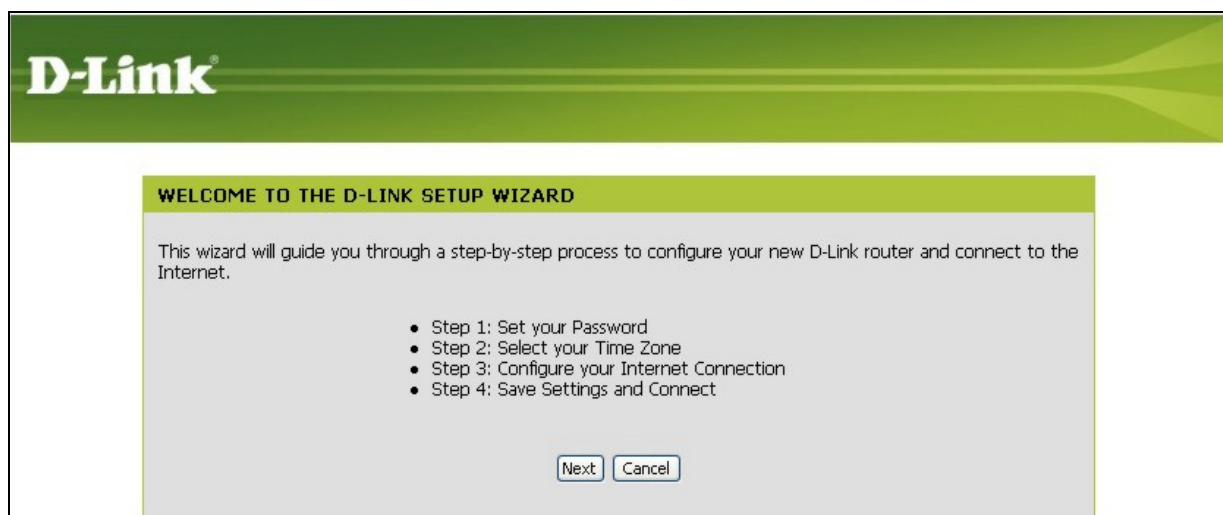 D-Link®
WELCOME TO THE D-LINK SETUP WIZARD
This wizard will guide you through a step-by-step process to configure your new D-Link router and connect to the
Internet.
• Step 1: Set your Password
• Step 2: Select your Time Zone
• Step 3: Configure your Internet Connection
• Step 4: Save Settings and Connect
Next Cancel